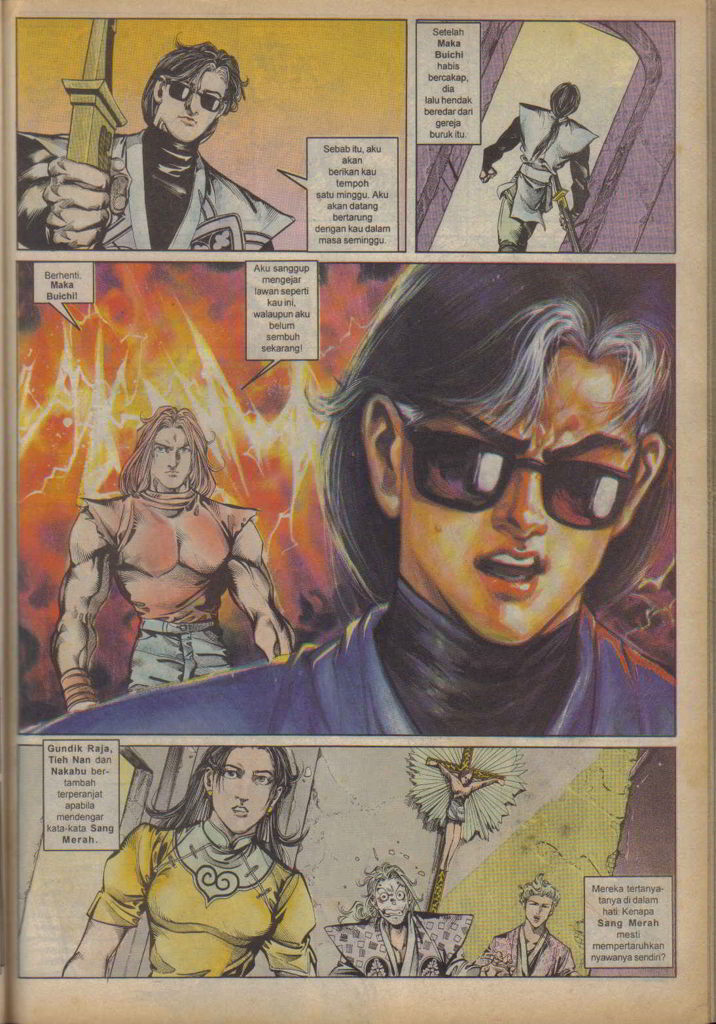 Sebab itu, aku
akan
berikan kau
tempoh
satu minggu. Aku
akan datang
bertarung
dengan kau dalam
masa seminggu.
Setelah
Maka
Buichi
habis
bercakap,
dia
lalu hendak
beredar dari
gereja
buruk itu.
Berhenti,
Maka
Buichi!
Aku sanggup
mengejar
lawan seperti
kau ini,
walaupun aku
belum
sembuh
sekarang!
Gundik Raja,
Tieh Nan dan
Nakabu ber-
tambah
terperanjat
apabila
mendengar
kata-kata Sang
Merah.
Mereka tertanya-
tanya di dalam
hati: Kenapa
Sang Merah
mesti
mempertaruhkan
nyawanya sendiri?